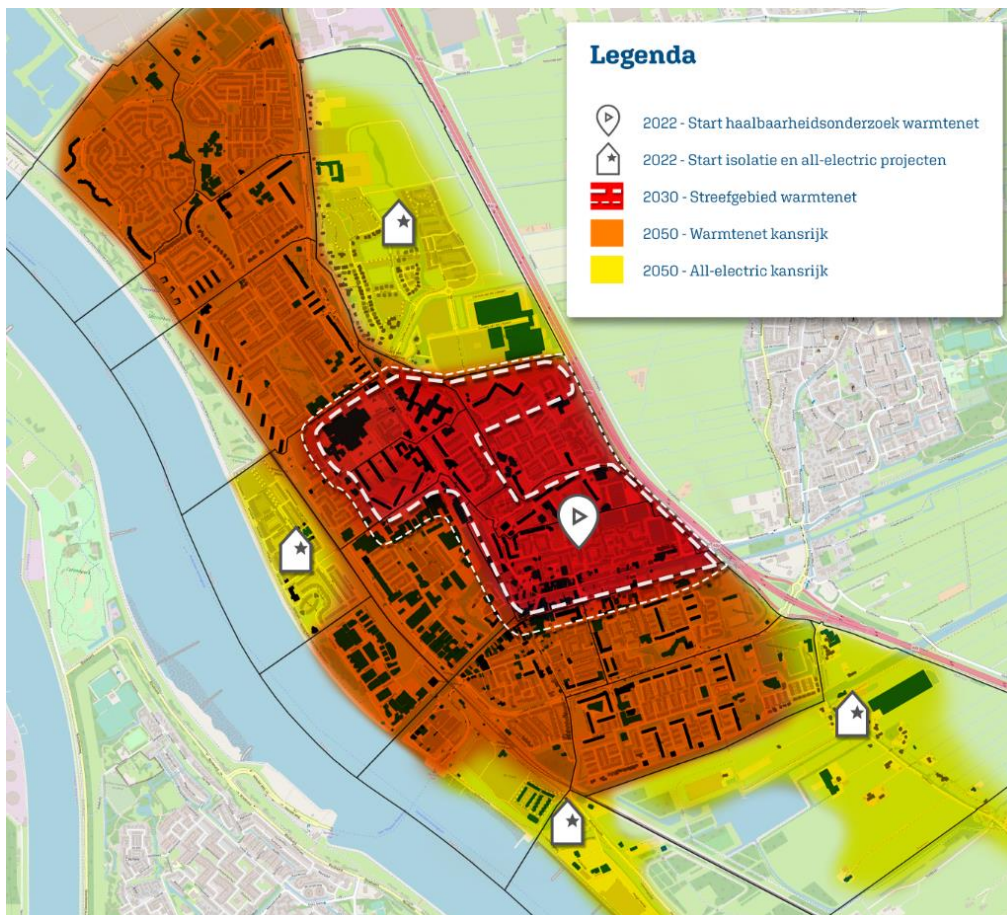 Legenda
2022 - Start haalbaarheidsonderzoek warmtenet
2022 - Start isolatie en all-electric projecten
2030 - Streefgebied warmtenet
2050 - Warmtenet kansrijk
2050 - All-electric kansrijk